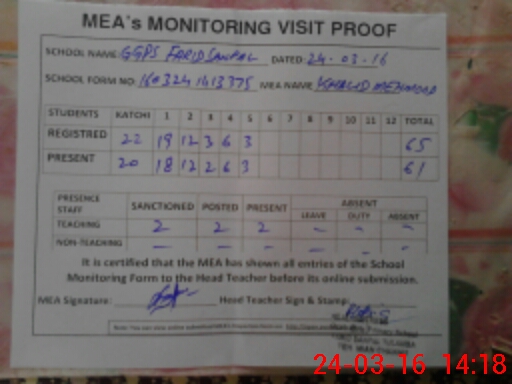 MEA's MONITORING VISIT PROOF
SCHOOL NAME GGPS FARID SANPAL DATED: 24-03-16
SCHOOL FORM NO: MEA NAME KHALID MEHMOOD
STUDENTS KATCHI 1 2 3 4 5 6 7 8 9 10 11 12 TOTAL
REGISTRED 22 19 12 3 6 3 65
PRESENT 20 18 12 2 6 3 61
PRESENCE STAFF SANCTIONED POSTED PRESENT ABSENT
LEAVE DUTY ABSENT
TEACHING 2 2 2 - - -
NON-TEACHING - - - - - -
It is certified that the MEA has shown all entries of the School
Monitoring Form to the Head Teacher before its online submission.
MEA Signature: Head Teacher Sign & Stamp:
24-03-16 14:18